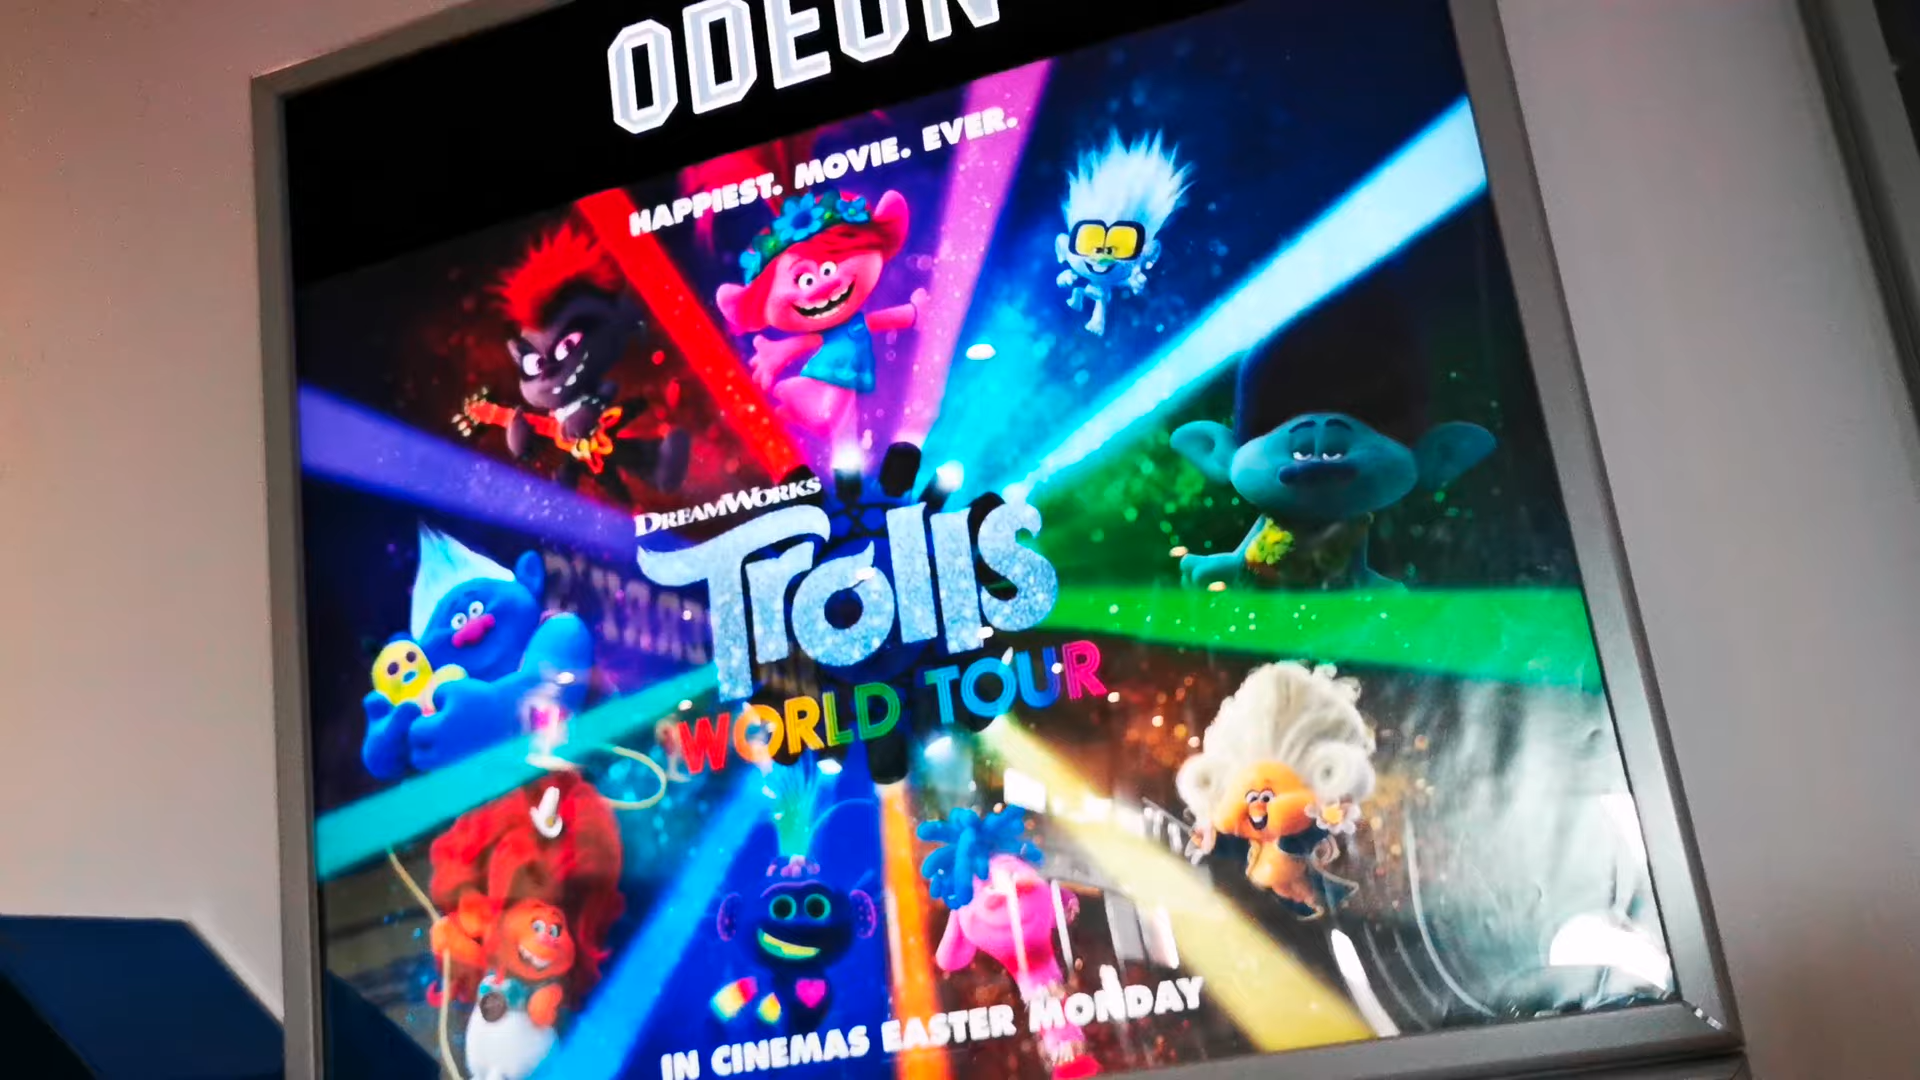 ODEON
HAPPIEST. MOVIE. EVER.
DREAMWORKS
Trolls
WORLD TOUR
IN CINEMAS EASTER MONDAY